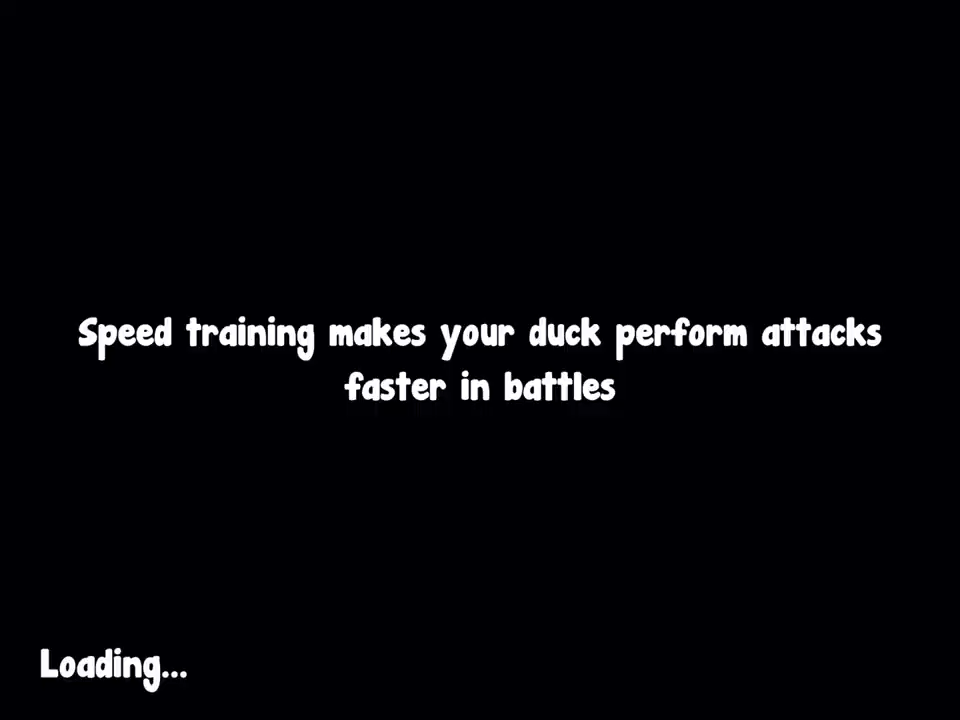 Speed training makes your duck perform attacks
faster in battles
Loading...